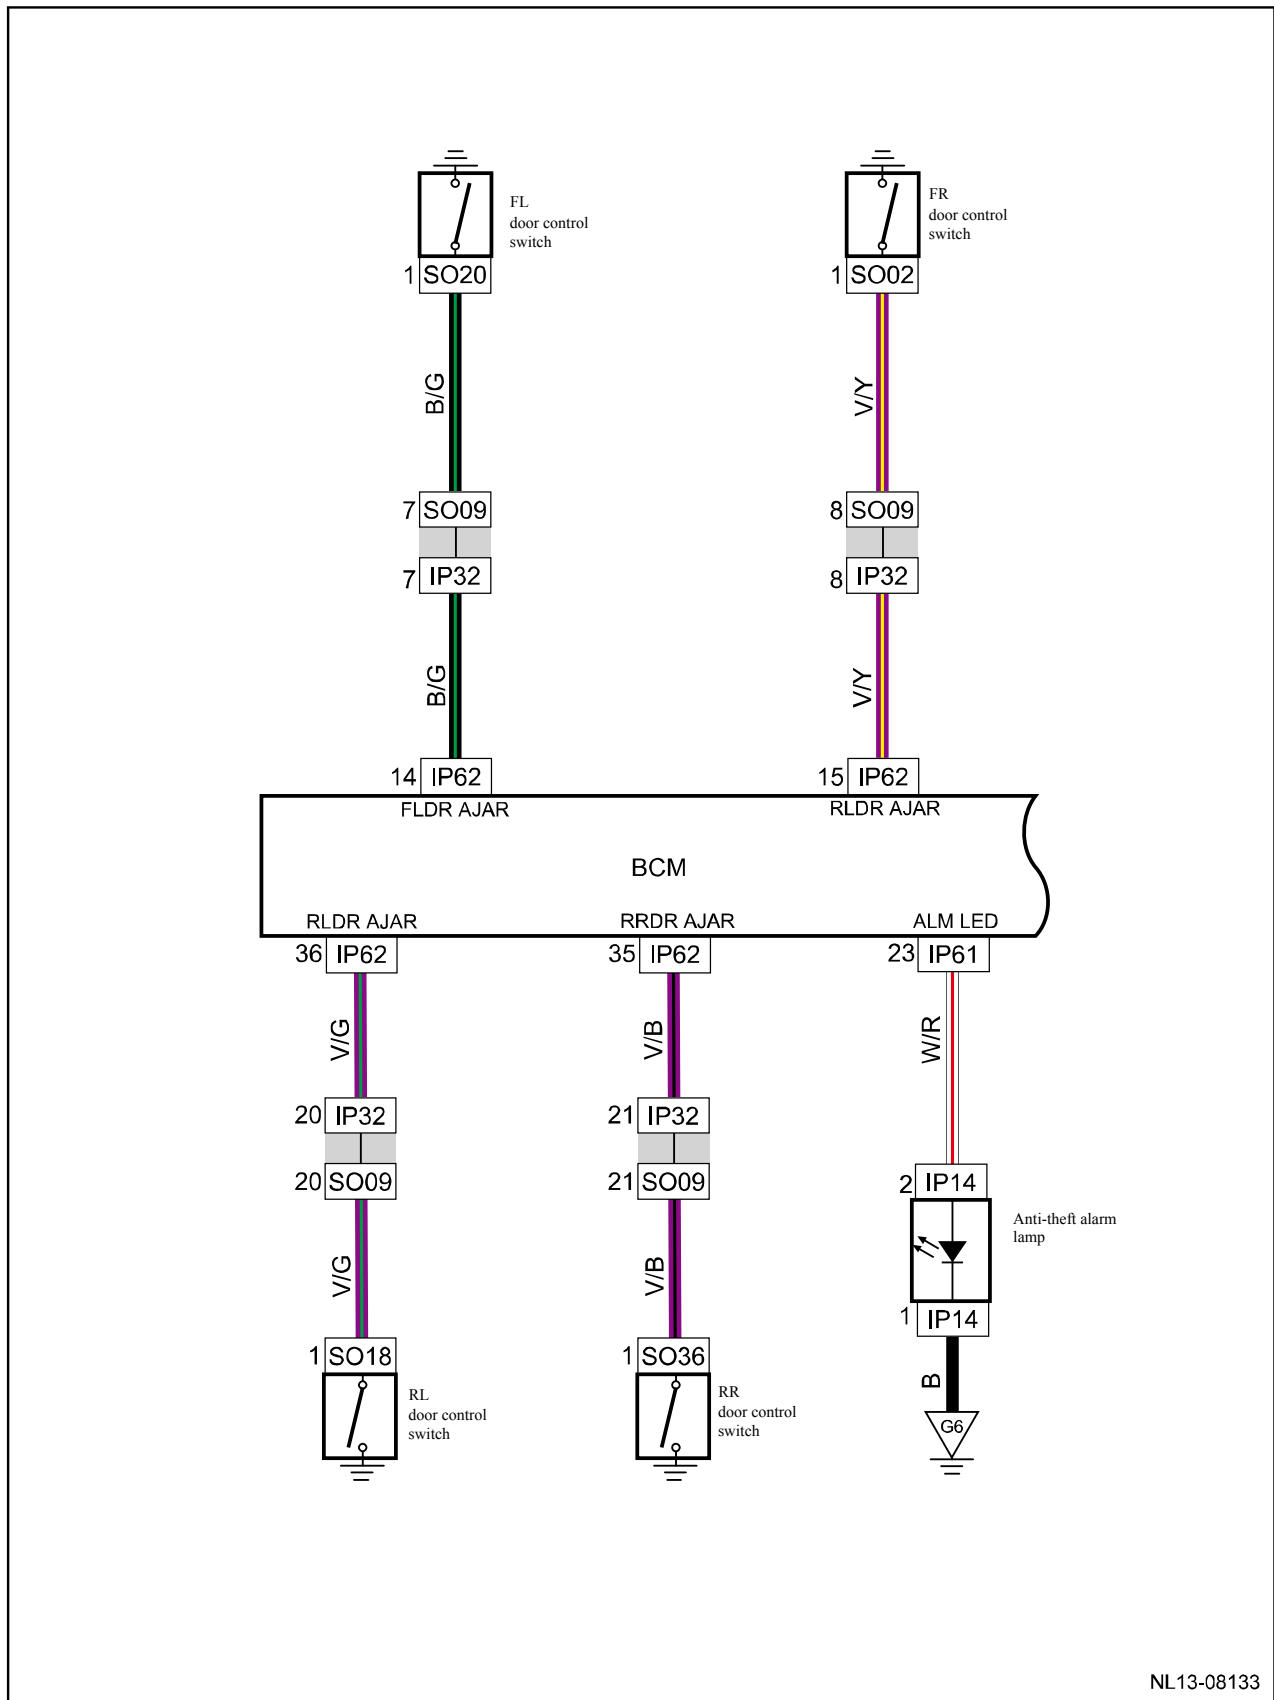 FL
door control
switch
FR
door control
switch
1 SO20
1 SO02
B/G
V/Y
7 SO09
8 SO09
7 IP32
8 IP32
B/G
V/Y
14 IP62
15 IP62
FLDR AJAR
RLDR AJAR
BCM
RLDR AJAR
RRDR AJAR
ALM LED
36 IP62
35 IP62
23 IP61
V/G
V/B
W/R
20 IP32
21 IP32
20 SO09
21 SO09
2 IP14
Anti-theft alarm
lamp
V/G
V/B
1 IP14
1 SO18
1 SO36
RL
door control
switch
RR
door control
switch
B
G6
NL13-08133